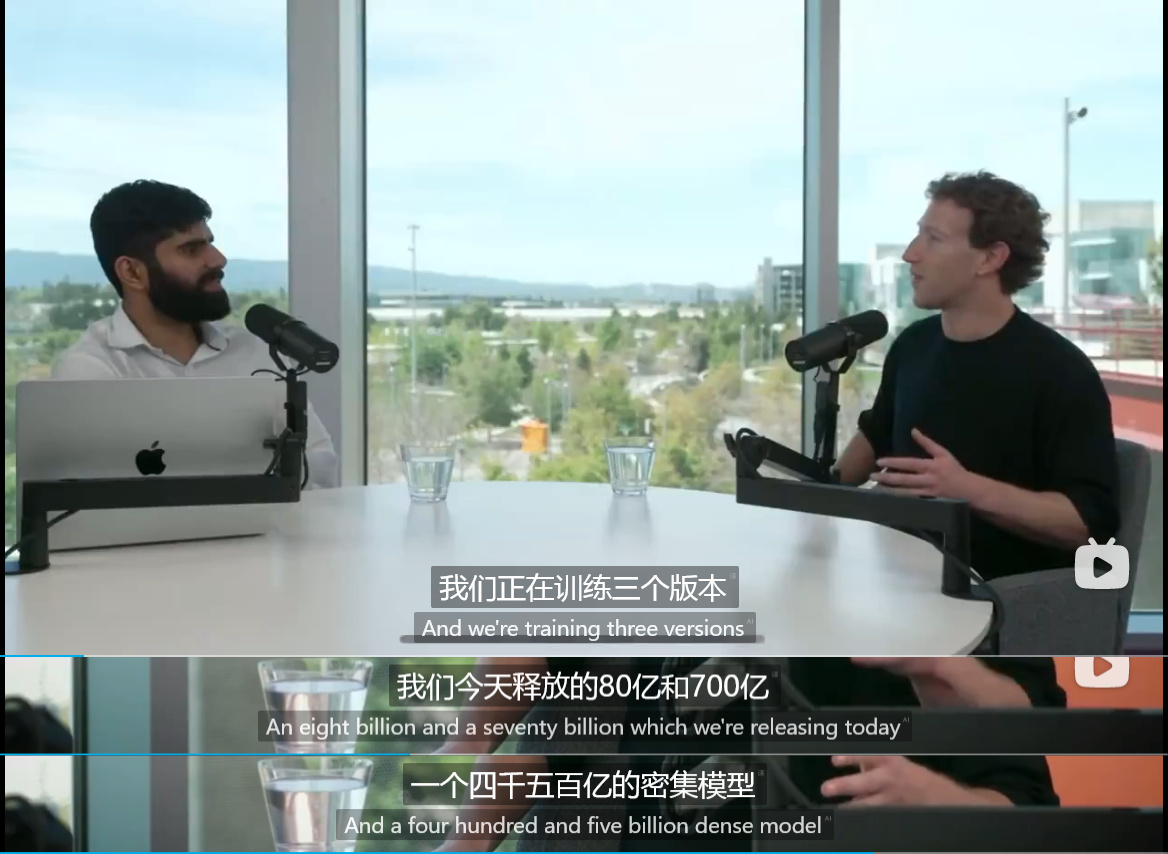 我们正在训练三个版本
And we're training three versions
我们今天释放的80亿和700亿
An eight billion and a seventy billion which we're releasing today
一个四千五百亿的密集模型
And a four hundred and five billion dense model